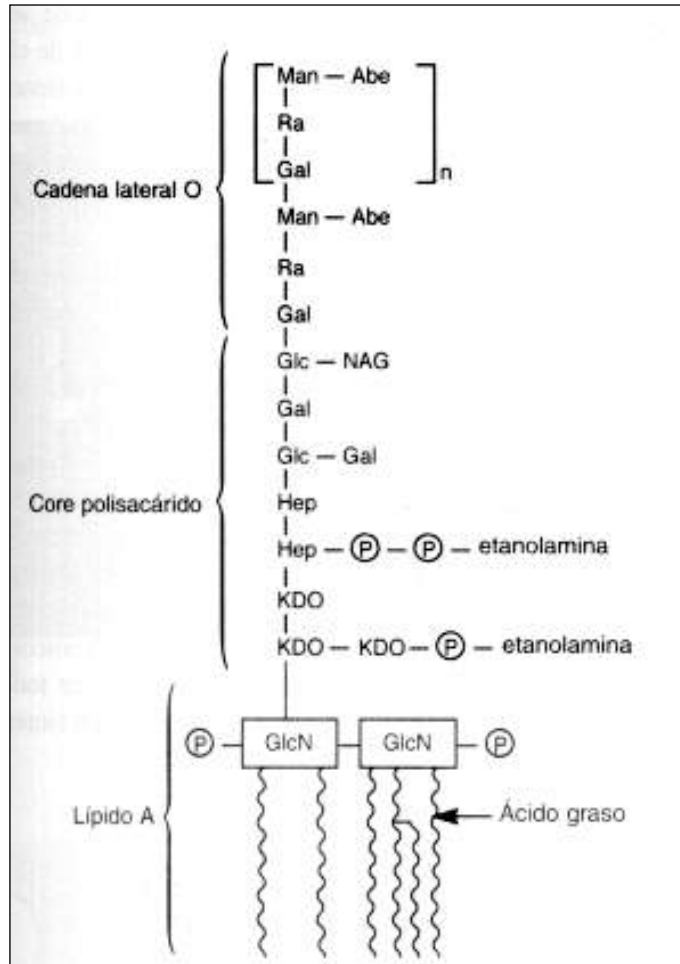 Man — Abe
Ra
Gal
n
Cadena lateral O
Man — Abe
Ra
Gal
Glc — NAG
Gal
Glc — Gal
Core polisacárido
Hep
Hep — P — P — etanolamina
KDO
KDO — KDO — P — etanolamina
P — GlcN — GlcN — P
Lípido A
Ácido graso